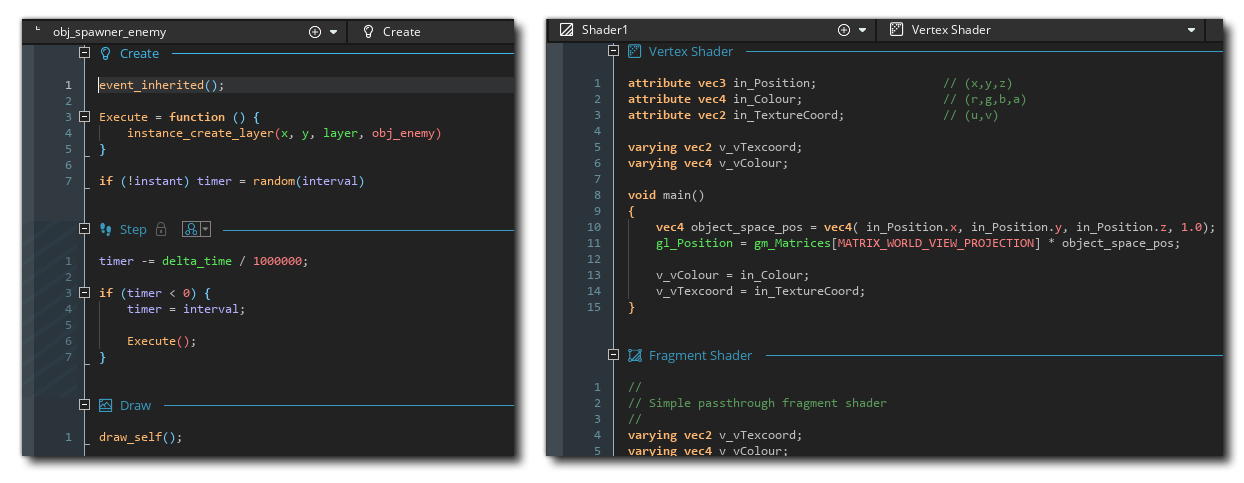 obj_spawner_enemy
Create
Create
1 event_inherited();
2
3 Execute = function () {
4 instance_create_layer(x, y, layer, obj_enemy)
5 }
6
7 if (!instant) timer = random(interval)
Step
1 timer -= delta_time / 1000000;
2
3 if (timer < 0) {
4 timer = interval;
5
6 Execute();
7 }
Draw
1 draw_self();
Shader1
Vertex Shader
Vertex Shader
1 attribute vec3 in_Position; // (x,y,z)
2 attribute vec4 in_Colour; // (r,g,b,a)
3 attribute vec2 in_TextureCoord; // (u,v)
4
5 varying vec2 v_vTexcoord;
6 varying vec4 v_vColour;
7
8 void main()
9 {
10 vec4 object_space_pos = vec4( in_Position.x, in_Position.y, in_Position.z, 1.0);
11 gl_Position = gm_Matrices[MATRIX_WORLD_VIEW_PROJECTION] * object_space_pos;
12
13 v_vColour = in_Colour;
14 v_vTexcoord = in_TextureCoord;
15 }
Fragment Shader
1 //
2 // Simple passthrough fragment shader
3 //
4 varying vec2 v_vTexcoord;
5 varying vec4 v_vColour;